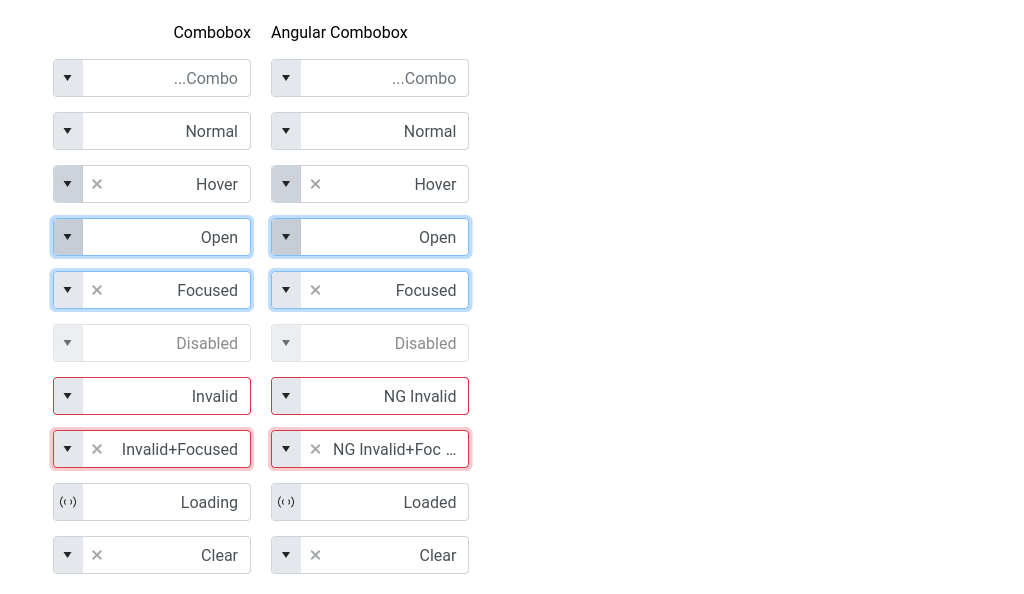 Combobox Angular Combobox
...Combo ...Combo
Normal Normal
Hover Hover
Open Open
Focused Focused
Disabled Disabled
Invalid NG Invalid
Invalid+Focused NG Invalid+Foc ...
Loading Loaded
Clear Clear